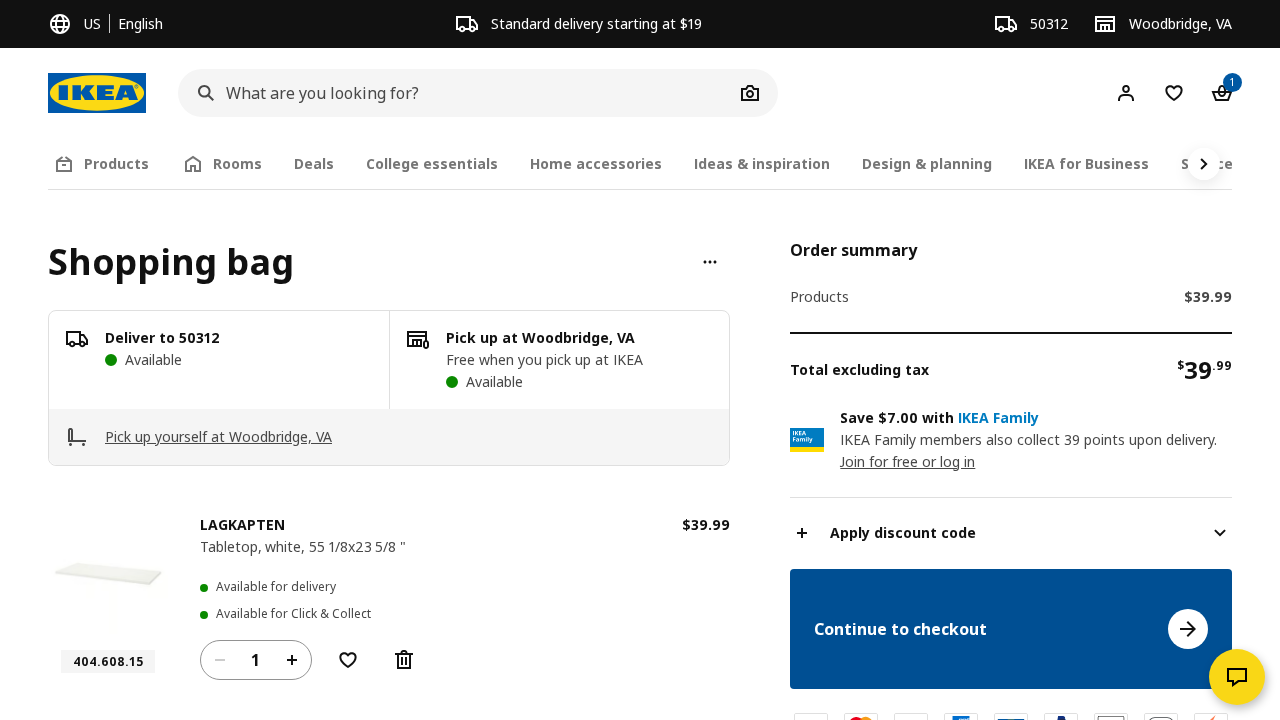 US
English
Standard delivery starting at $19
50312
Woodbridge, VA
IKEA
What are you looking for?
1
0
Products
Rooms
Deals
College essentials
Home accessories
Ideas & inspiration
Design & planning
IKEA for Business
Shopping bag
Deliver to 50312
Available
Pick up at Woodbridge, VA
Free when you pick up at IKEA
Available
Pick up yourself at Woodbridge, VA
LAGKAPTEN
$39.99
Tabletop, white, 55 1/8x23 5/8 "
Available for delivery
Available for Click & Collect
404.608.15
1
Order summary
Products
$39.99
Total excluding tax
$39.99
IKEA
Family
Save $7.00 with IKEA Family
IKEA Family members also collect 39 points upon delivery.
Join for free or log in
Apply discount code
Continue to checkout